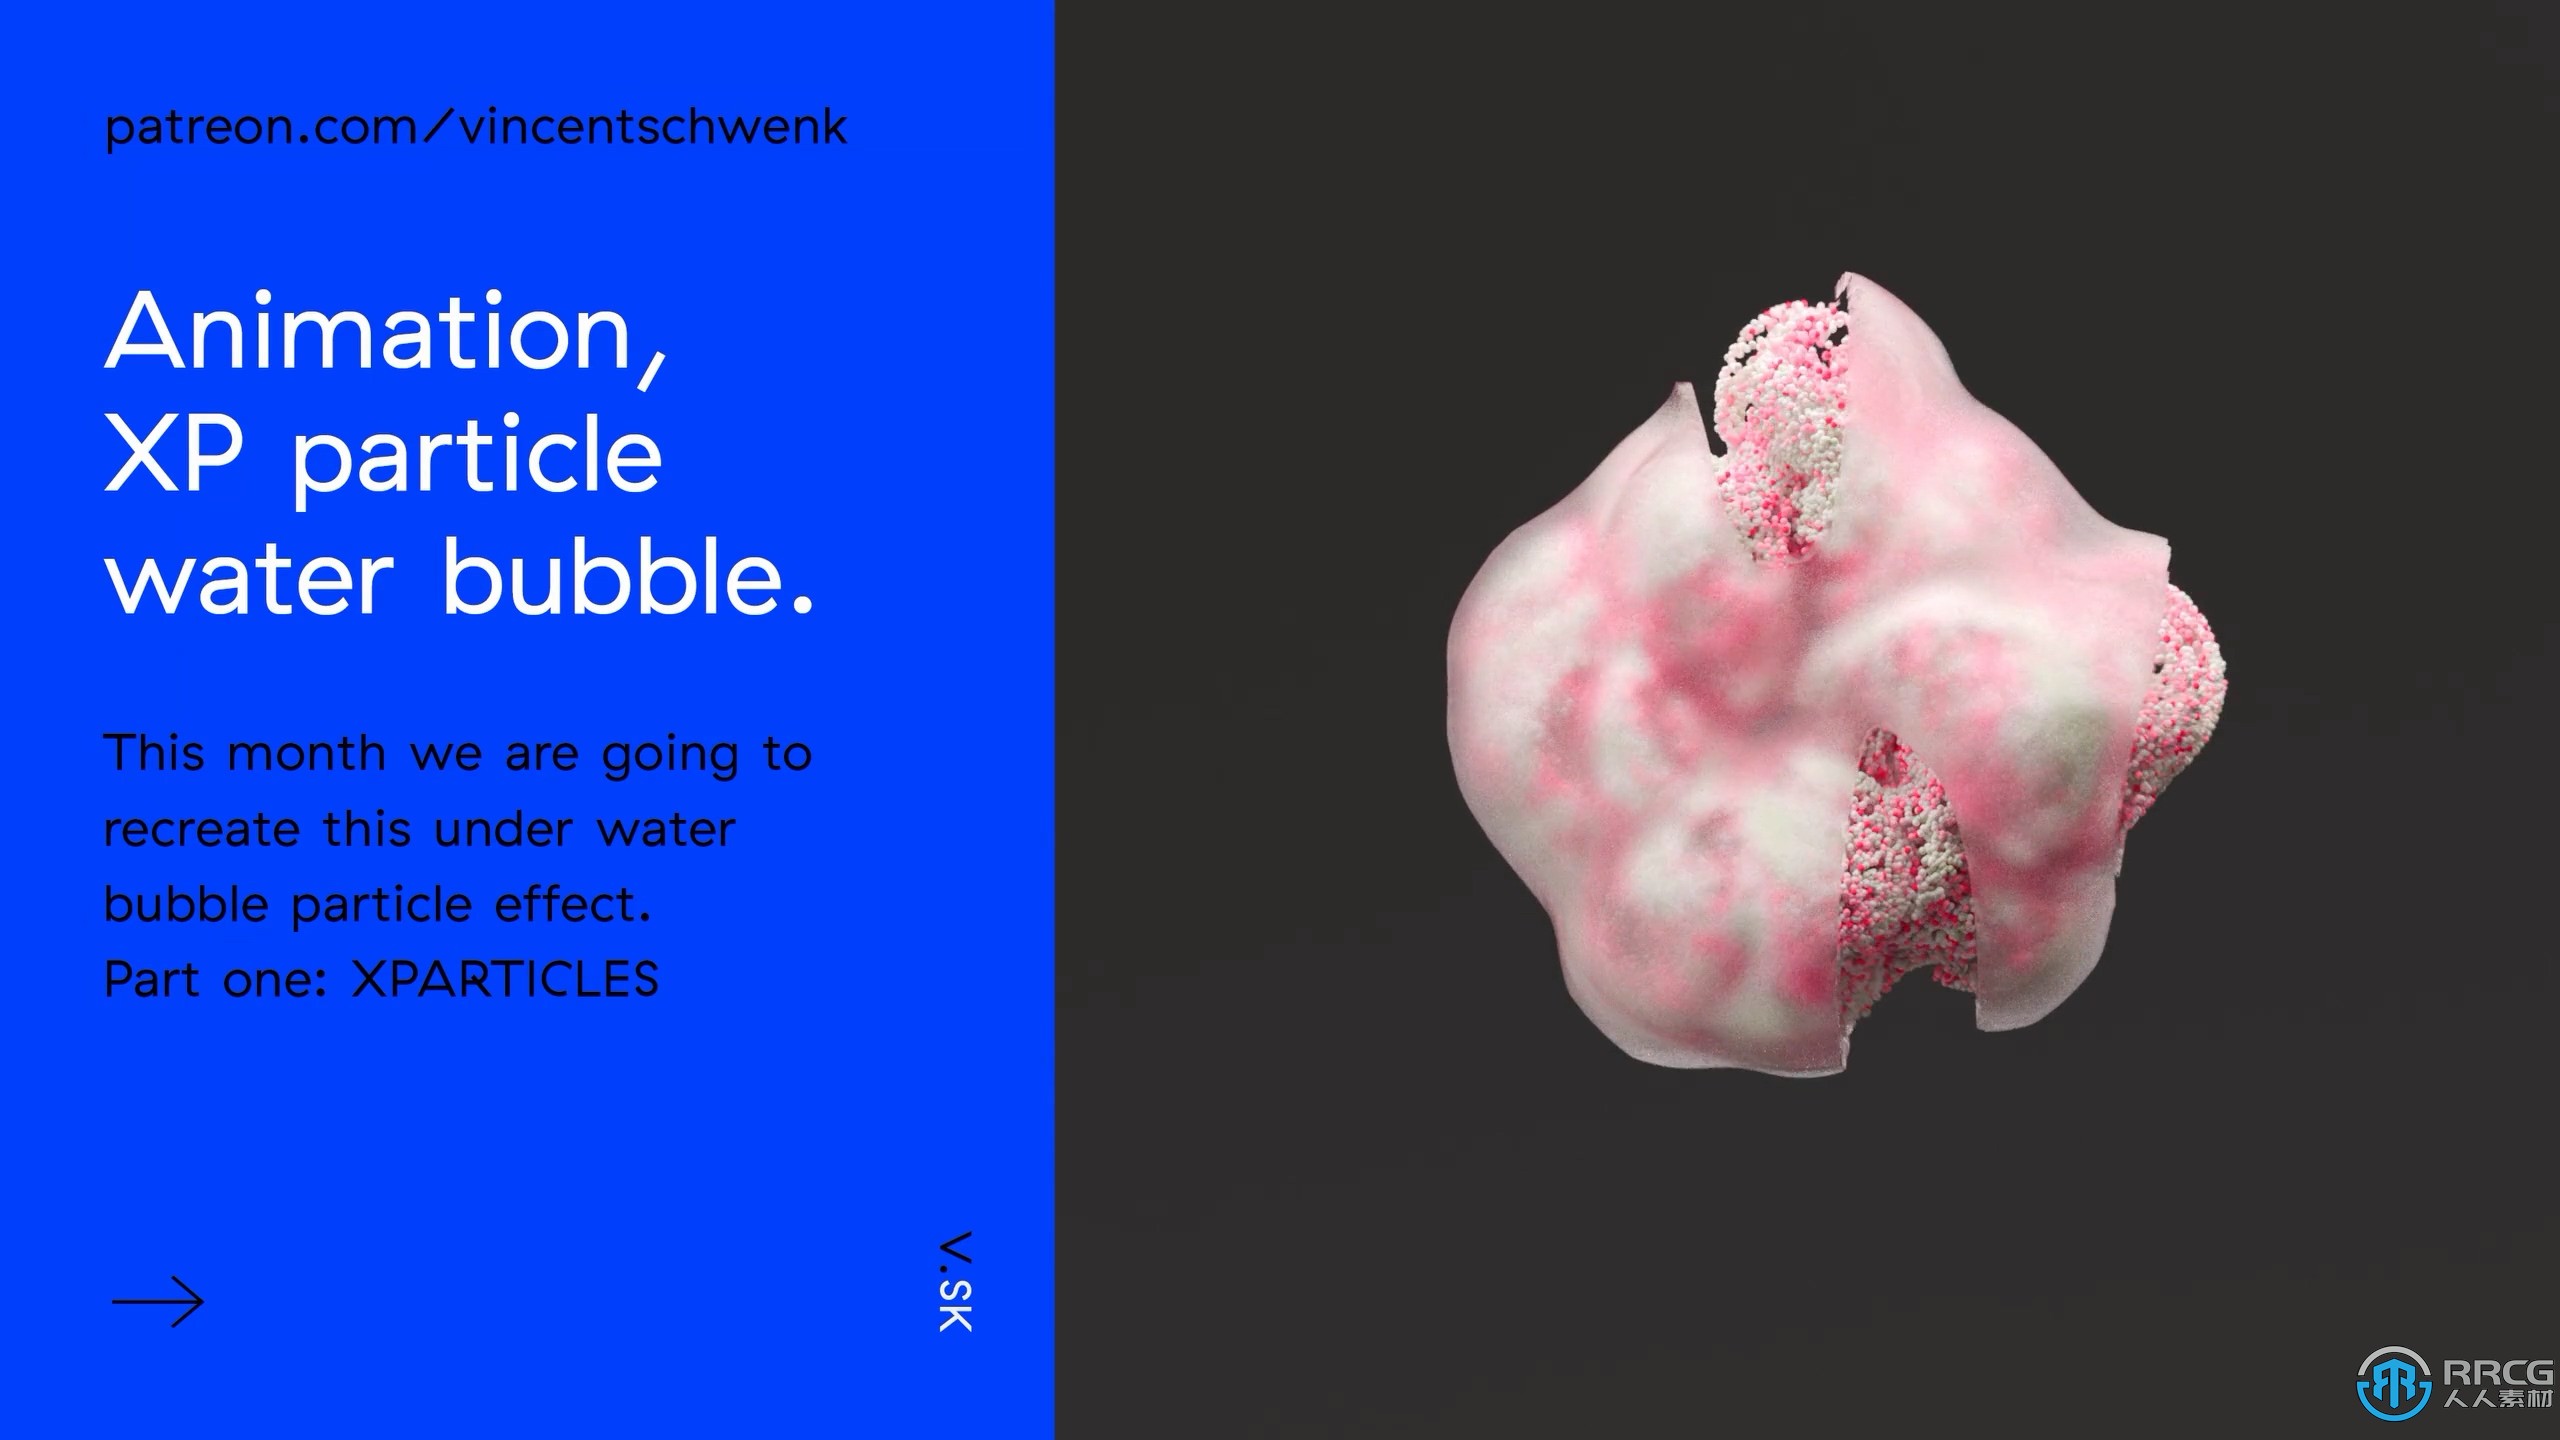 patreon.com/vincentschwenk
Animation,
XP particle
water bubble.
This month we are going to
recreate this under water
bubble particle effect.
Part one: XPARTICLES
V.SK
RRCG
人人素材